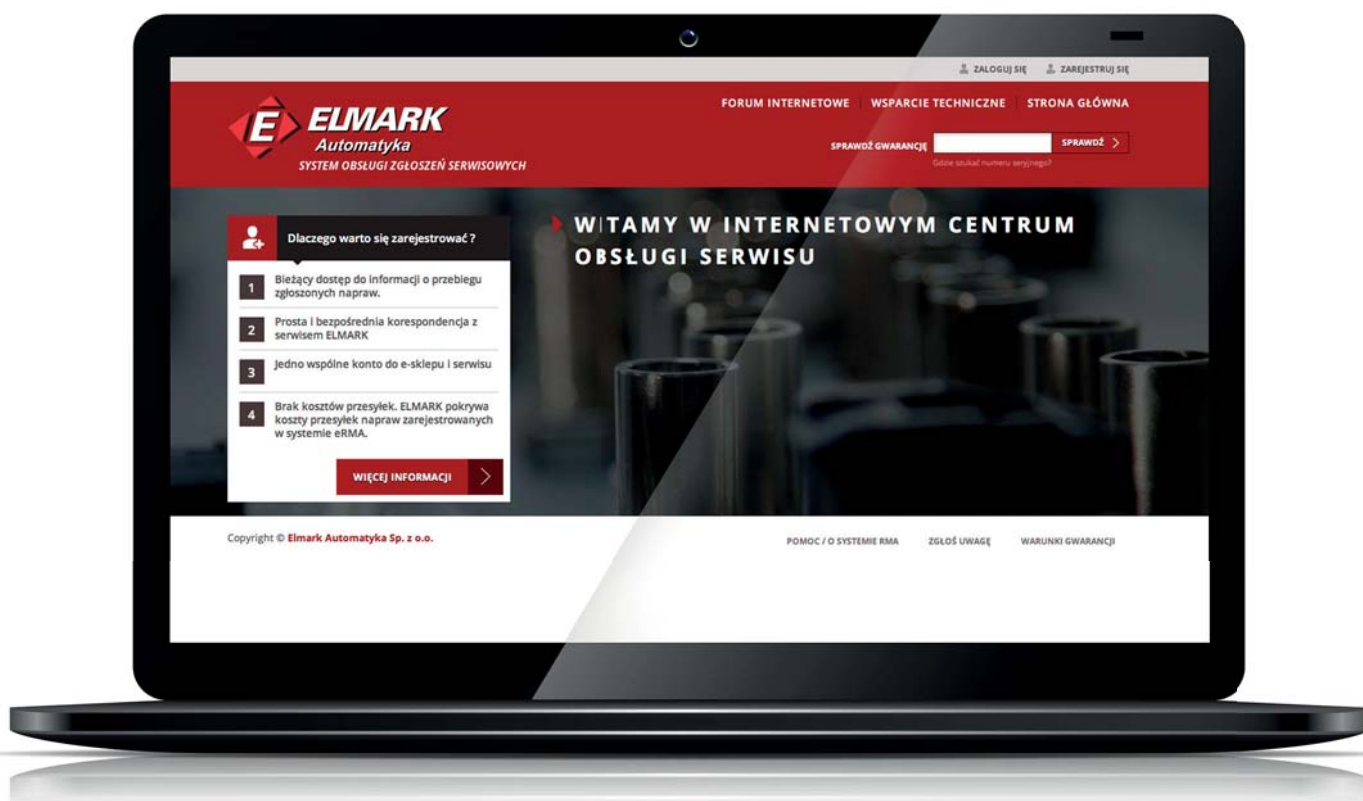 ZALOGUJ SIĘ ZAREJESTRUJ SIĘ
FORUM INTERNETOWE WSPARCIE TECHNICZNE STRONA GŁÓWNA
E ELMARK
Automatyka
SYSTEM OBSŁUGI ZGŁOSZEŃ SERWISOWYCH
SPRAWDŹ GWARANCJĘ SPRAWDŹ >
Gdzie szukać numeru seryjnego?
Dlaczego warto się zarejestrować ?
1 Bieżący dostęp do informacji o przebiegu
zgłoszonych napraw.
2 Prosta i bezpośrednia korespondencja z
serwisem ELMARK
3 Jedno wspólne konto do e-sklepu i serwisu
4 Brak kosztów przesyłek. ELMARK pokrywa
koszty przesyłek napraw zarejestrowanych
w systemie eRMA.
WIĘCEJ INFORMACJI >
WITAMY W INTERNETOWYM CENTRUM
OBSŁUGI SERWISU
Copyright © Elmark Automatyka Sp. z o.o.
POMOC / O SYSTEMIE RMA ZGŁOŚ UWAGĘ WARUNKI GWARANCJI